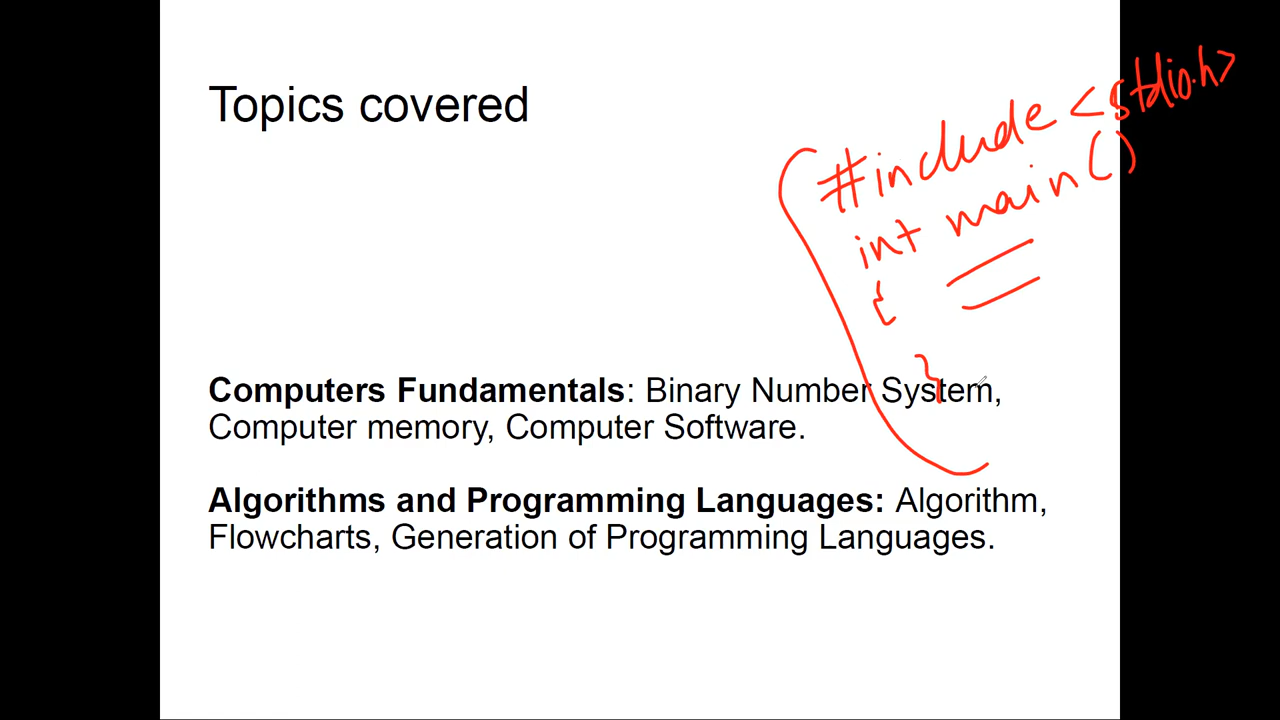 Topics covered
#include <stdio.h>
int main()
{
}
Computers Fundamentals: Binary Number System,
Computer memory, Computer Software.
Algorithms and Programming Languages: Algorithm,
Flowcharts, Generation of Programming Languages.